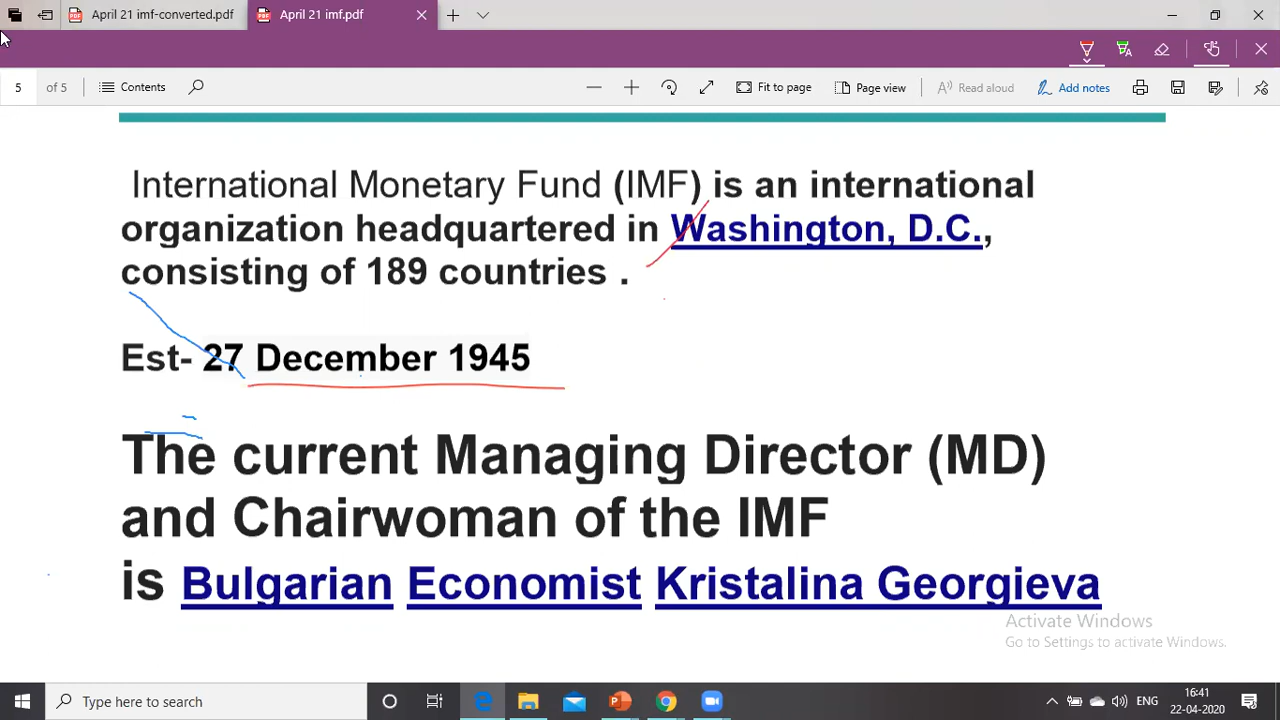 April 21 imf-converted.pdf
April 21 imf.pdf
5 of 5 Contents Fit to page Page view Read aloud Add notes
International Monetary Fund (IMF) is an international
organization headquartered in Washington, D.C.,
consisting of 189 countries .
Est- 27 December 1945
The current Managing Director (MD)
and Chairwoman of the IMF
is Bulgarian Economist Kristalina Georgieva
Activate Windows
Go to Settings to activate Windows.
Type here to search
ENG
16:41
22-04-2020